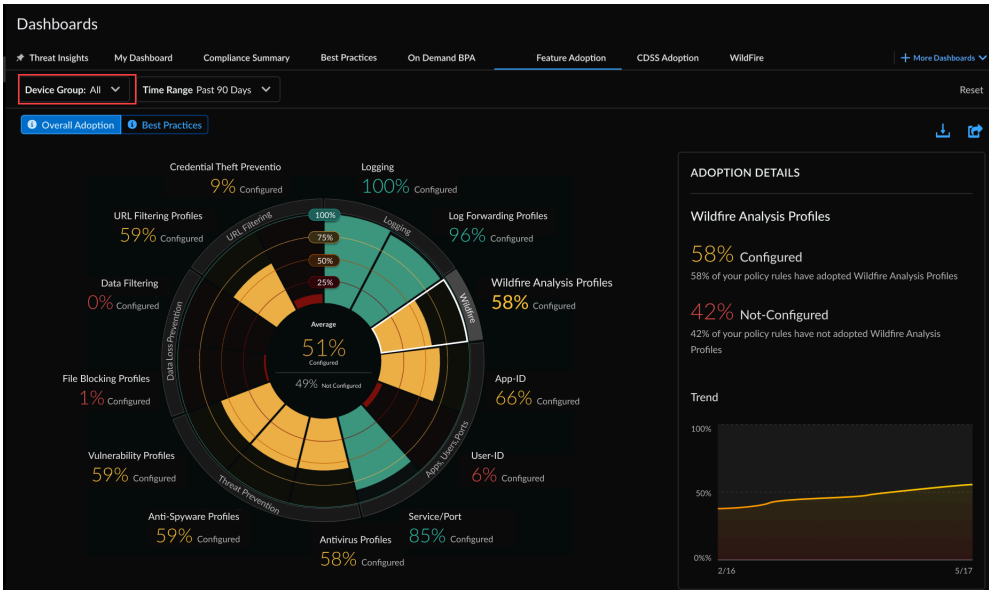 Dashboards
Threat Insights My Dashboard Compliance Summary Best Practices On Demand BPA Feature Adoption CDSS Adoption WildFire More Dashboards
Device Group: All Time Range Past 90 Days Reset
Overall Adoption Best Practices
Credential Theft Preventio
9% Configured
Logging
100% Configured
URL Filtering Profiles
59% Configured
Log Forwarding Profiles
96% Configured
Data Filtering
0% Configured
Wildfire Analysis Profiles
58% Configured
File Blocking Profiles
1% Configured
App-ID
66% Configured
Vulnerability Profiles
59% Configured
User-ID
6% Configured
Anti-Spyware Profiles
59% Configured
Service/Port
85% Configured
Antivirus Profiles
58% Configured
URL Filtering
Logging
Wildfire
Apps, Users, Ports
Threat Prevention
Data Loss Prevention
100%
75%
50%
25%
Average
51%
Configured
49% Not Configured
ADOPTION DETAILS
Wildfire Analysis Profiles
58% Configured
58% of your policy rules have adopted Wildfire Analysis Profiles
42% Not-Configured
42% of your policy rules have not adopted Wildfire Analysis
Profiles
Trend
100%
50%
0%%
2/16 5/17